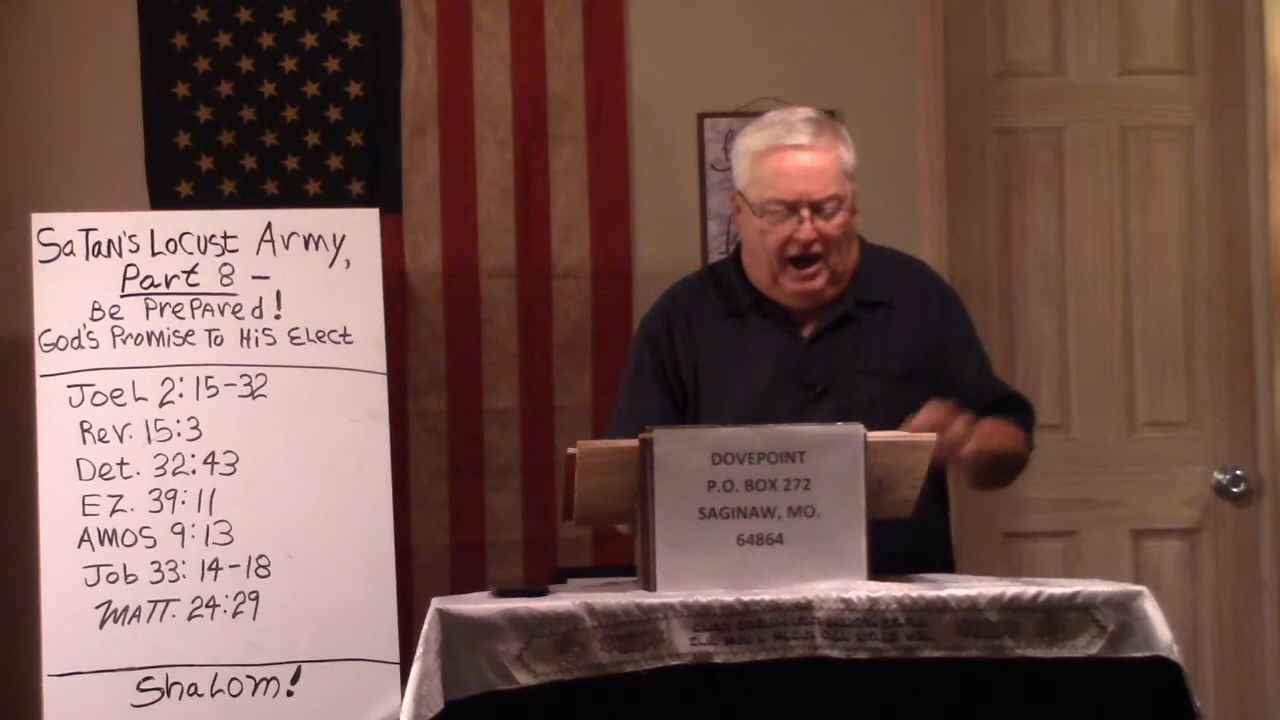 SaTaN's LocUST Army,
Part 8 -
Be PrePAred!
God's Promise To His ELect
JoeL 2:15-32
Rev. 15:3
Det. 32:43
EZ. 39:11
AMOS 9:13
Job 33:14-18
MATT. 24:29
ShaLom!
DOVEPOINT
P.O. BOX 272
SAGINAW, MO.
64864